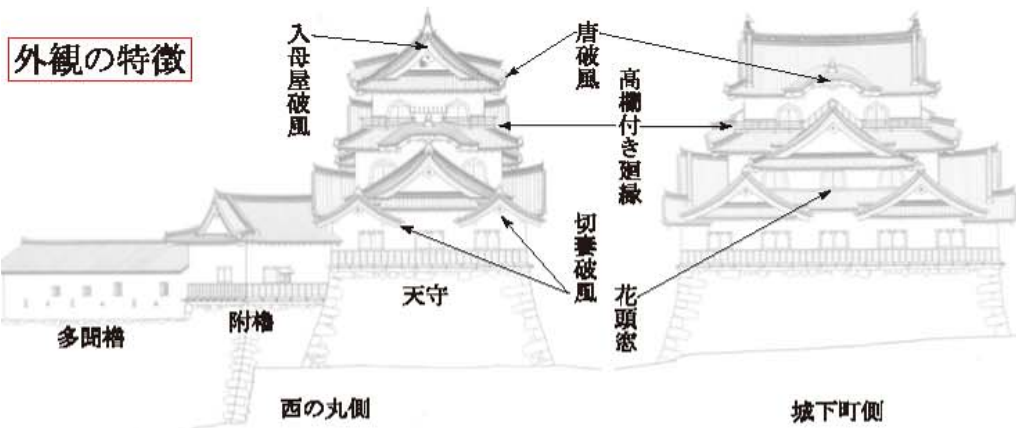 外観の特徴
入母屋破風
唐破風
高欄付き廻縁
切妻破風
花頭窓
天守
附櫓
多聞櫓
西の丸側
城下町側